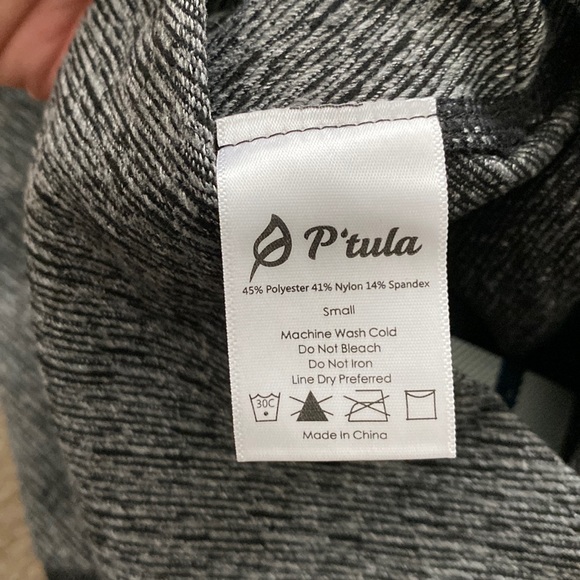 P'tula
45% Polyester 41% Nylon 14% Spandex
Small
Machine Wash Cold
Do Not Bleach
Do Not Iron
Line Dry Preferred
30C
Made In China